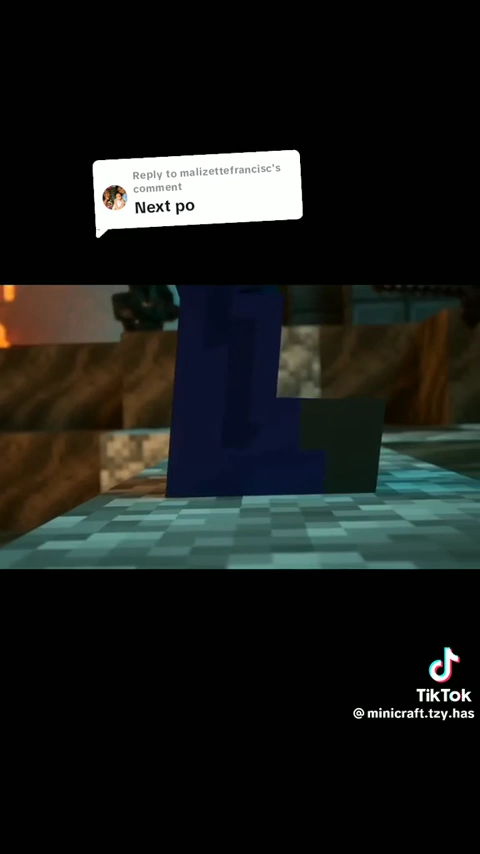 Reply to malizettefrancisc's
comment
Next po
TikTok
@minicraft.tzy.has